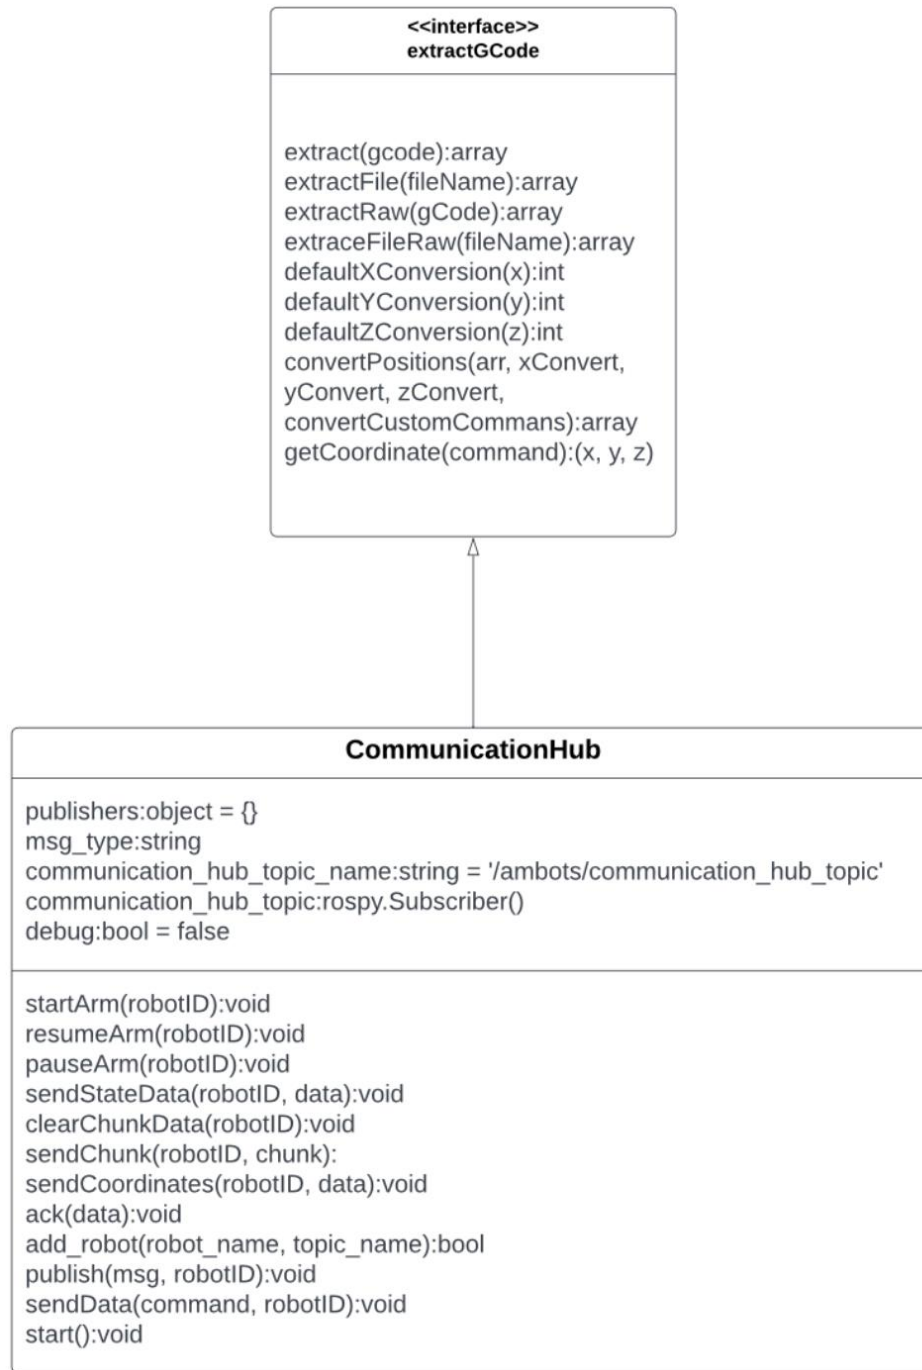 <<interface>>
extractGCode
extract(gcode):array
extractFile(fileName):array
extractRaw(gCode):array
extraceFileRaw(fileName):array
defaultXConversion(x):int
defaultYConversion(y):int
defaultZConversion(z):int
convertPositions(arr, xConvert,
yConvert, zConvert,
convertCustomCommans):array
getCoordinate(command):(x, y, z)
CommunicationHub
publishers:object = {}
msg_type:string
communication_hub_topic_name:string = '/ambots/communication_hub_topic'
communication_hub_topic:rospy.Subscriber()
debug:bool = false
startArm(robotID):void
resumeArm(robotID):void
pauseArm(robotID):void
sendStateData(robotID, data):void
clearChunkData(robotID):void
sendChunk(robotID, chunk):
sendCoordinates(robotID, data):void
ack(data):void
add_robot(robot_name, topic_name):bool
publish(msg, robotID):void
sendData(command, robotID):void
start():void